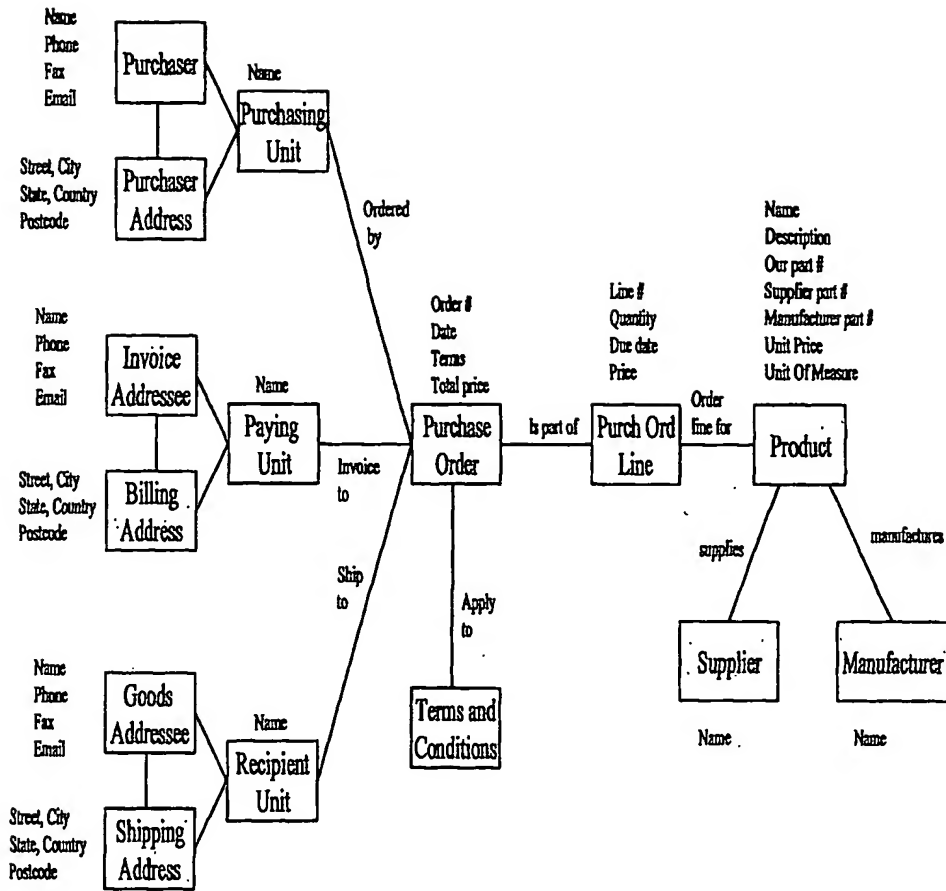 Name
Phone
Fax
Email
Purchaser
Name
Purchasing
Unit
Street, City
State, Country
Postcode
Purchaser
Address
Ordered
by
Name
Phone
Fax
Email
Invoice
Addressee
Name
Paying
Unit
Street, City
State, Country
Postcode
Billing
Address
Invoice
to
Order #
Date
Terms
Total price
Purchase
Order
Is part of
Line #
Quantity
Due date
Price
Purch Ord
Line
Order
line for
Name
Description
Our part #
Supplier part #
Manufacturer part #
Unit Price
Unit Of Measure
Product
supplies
manufactures
Supplier
Name
Manufacturer
Name
Ship
to
Apply
to
Terms and
Conditions
Name
Phone
Fax
Email
Goods
Addressee
Name
Recipient
Unit
Street, City
State, Country
Postcode
Shipping
Address